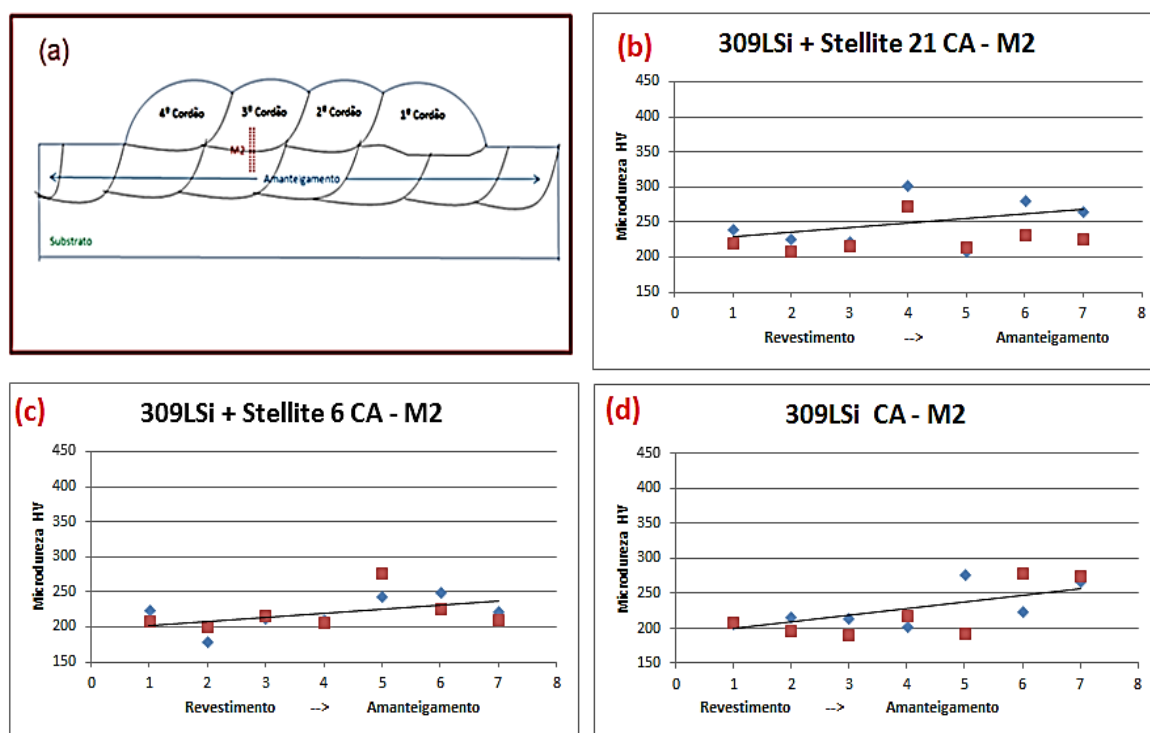 (a)
4º Cordão 3º Cordão 2º Cordão 1º Cordão
M2
Amanteigamento
Substrato
(b)
309LSi + Stellite 21 CA - M2
Microdureza HV
450
400
350
300
250
200
150
0 1 2 3 4 5 6 7 8
Revestimento --> Amanteigamento
(c)
309LSi + Stellite 6 CA - M2
Microdureza HV
450
400
350
300
250
200
150
0 1 2 3 4 5 6 7 8
Revestimento --> Amanteigamento
(d)
309LSi CA - M2
Microdureza HV
450
400
350
300
250
200
150
0 1 2 3 4 5 6 7 8
Revestimento --> Amanteigamento